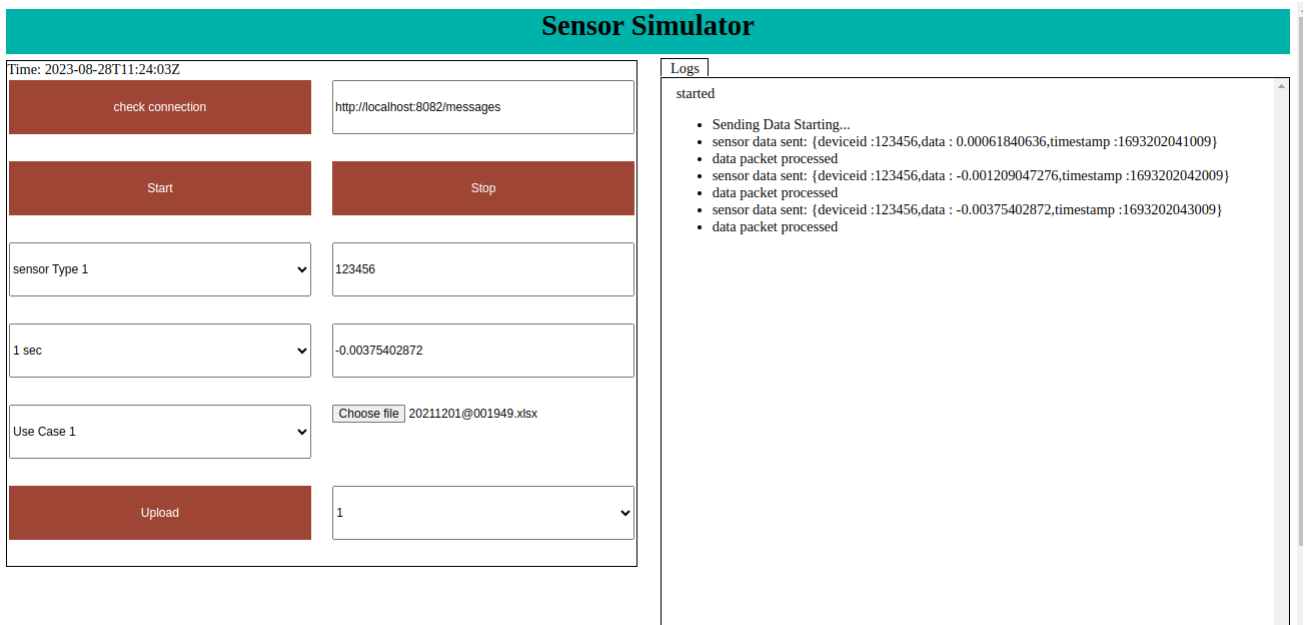 Sensor Simulator
Time: 2023-08-28T11:24:03Z
check connection
http://localhost:8082/messages
Start
Stop
sensor Type 1
123456
1 sec
-0.00375402872
Use Case 1
Choose file 20211201@001949.xlsx
Upload
1
Logs
started
Sending Data Starting...
sensor data sent: {deviceid :123456,data : 0.00061840636,timestamp :1693202041009}
data packet processed
sensor data sent: {deviceid :123456,data : -0.001209047276,timestamp :1693202042009}
data packet processed
sensor data sent: {deviceid :123456,data : -0.00375402872,timestamp :1693202043009}
data packet processed